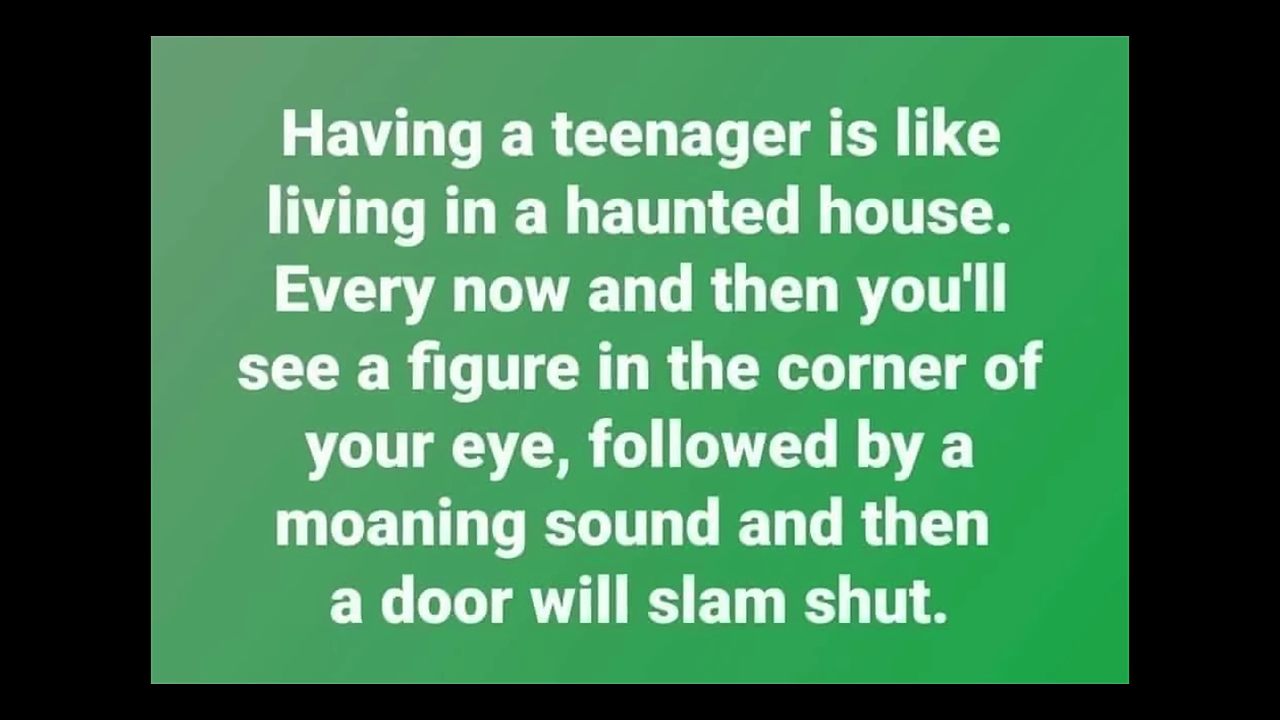 Having a teenager is like
living in a haunted house.
Every now and then you'll
see a figure in the corner of
your eye, followed by a
moaning sound and then
a door will slam shut.